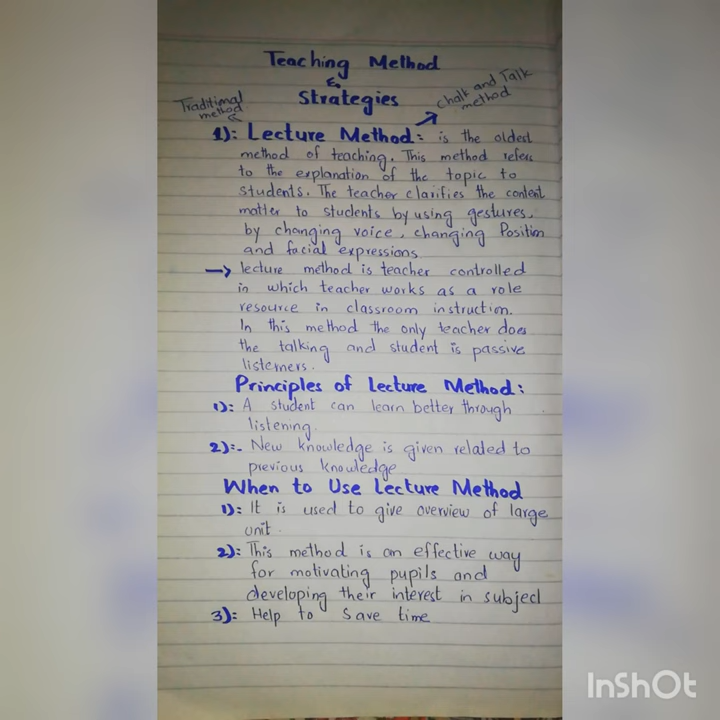 Teaching Method
&
Strategies
Traditional
method
Chalk and Talk
method
1): Lecture Method: is the oldest
method of teaching. This method refers
to the explanation of the topic to
students. The teacher clarifies the content
matter to students by using gestures.
by changing voice, changing Position
and facial expressions
→ lecture method is teacher controlled
in which teacher works as a role
resource in classroom instruction.
In this method the only teacher does
the talking and student is passive
listerners.
Principles of Lecture Method:
1): A student can learn better through
listening.
2):- New knowledge is given related to
previous knowledge
When to Use Lecture Method
1): It is used to give overview of large
unit.
2): This method is an effective way
for motivating pupils and
developing their interest in subject
3): Help to Save time
InShOt